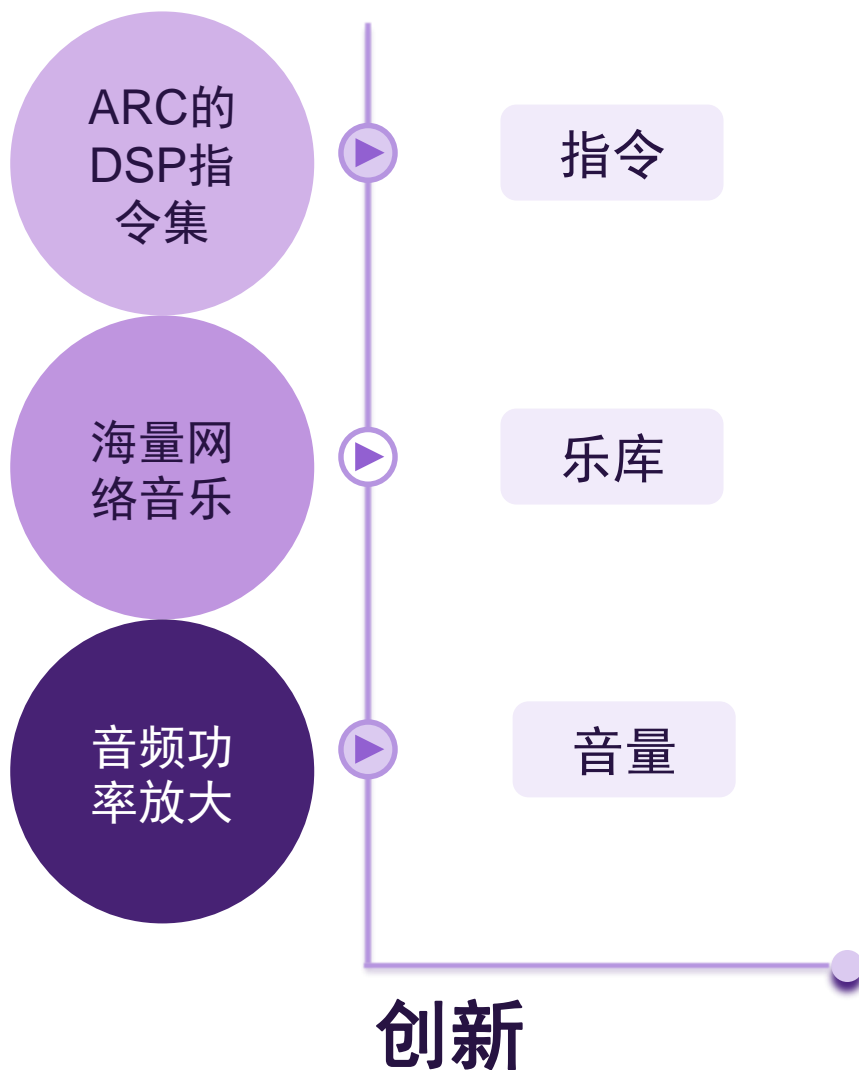 ARC的
DSP指
令集
指令
海量网
络音乐
乐库
音频功
率放大
音量
创新